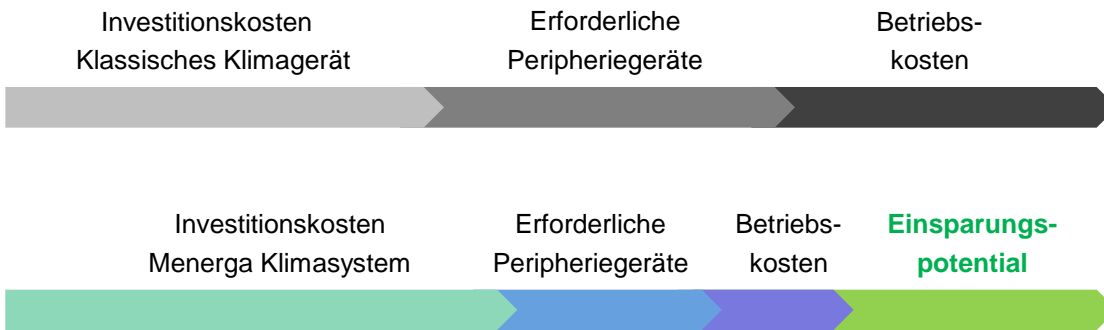 Investitionskosten
Klassisches Klimagerät
Erforderliche
Peripheriegeräte
Betriebs-
kosten
Investitionskosten
Menerga Klimasystem
Erforderliche
Peripheriegeräte
Betriebs-
kosten
Einsparungs-
potential